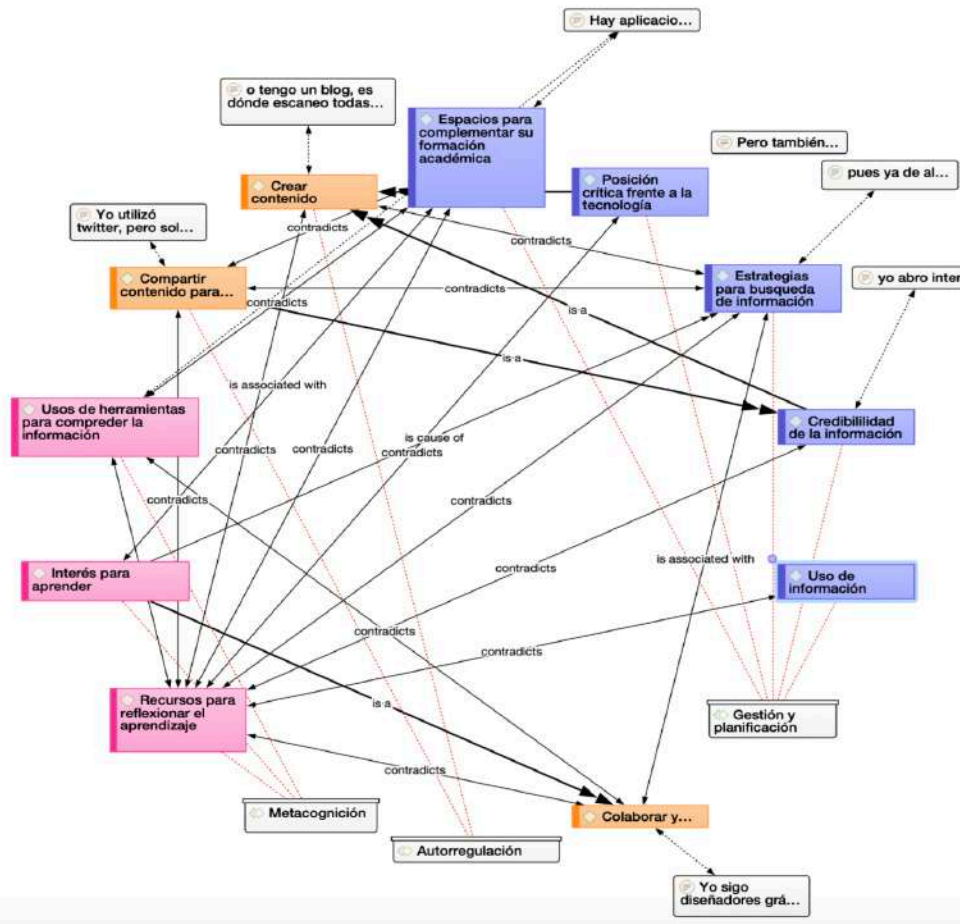 Hay aplicacio…
o tengo un blog, es
dónde escaneo todas…
Espacios para
complementar su
formación
académica
Pero también…
Posición
crítica frente a la
tecnología
pues ya de al…
Crear
contenido
Yo utilizó
twitter, pero sol…
contradicts
contradicts
Estrategias
para busqueda
de información
yo abro inter
Compartir
contenido para…
contradicts
contradicts
is a
is a
is associated with
Usos de herramientas
para compreder la
información
Credibililidad
de la información
is cause of
contradicts
contradicts
contradicts
contradicts
contradicts
is associated with
Interés para
aprender
contradicts
Uso de
información
contradicts
contradicts
Recursos para
reflexionar el
aprendizaje
is a
Gestión y
planificación
contradicts
Metacognición
Colaborar y…
Autorregulación
Yo sigo
diseñadores grá…